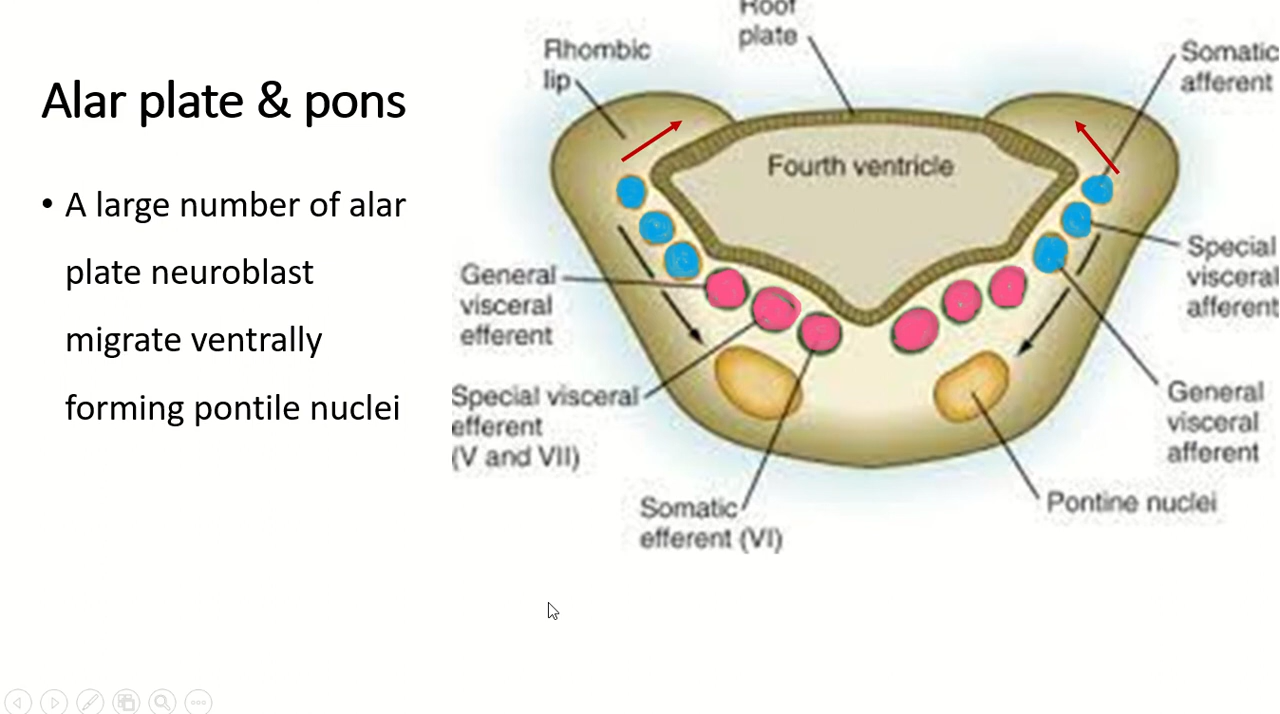 Alar plate & pons
• A large number of alar
plate neuroblast
migrate ventrally
forming pontile nuclei
Roof
plate
Rhombic
lip
Somatic
afferent
Fourth ventricle
General
visceral
efferent
Special
visceral
afferent
Special visceral
efferent
(V and VII)
General
visceral
afferent
Somatic
efferent (VI)
Pontine nuclei